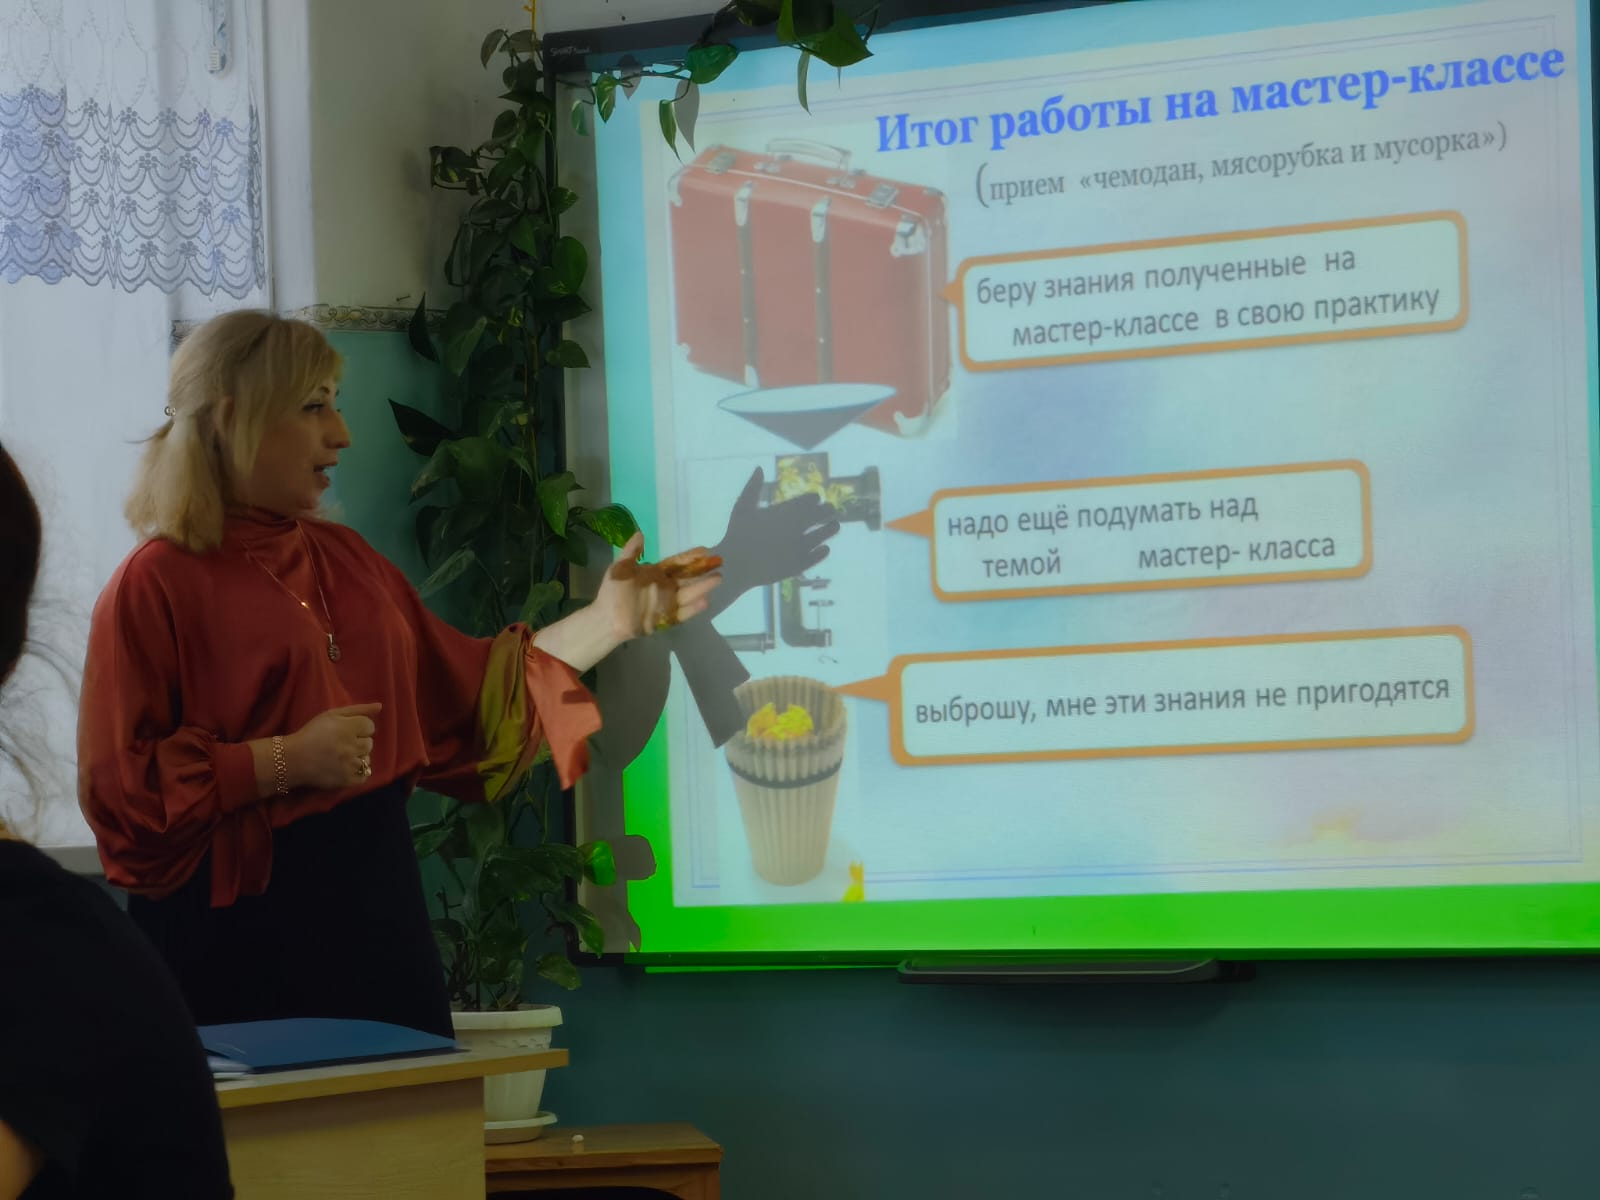 Итог работы на мастер-классе
(прием «чемодан, мясорубка и мусорка»)
беру знания полученные на
мастер-классе в свою практику
надо ещё подумать над
темой мастер- класса
выброшу, мне эти знания не пригодятся